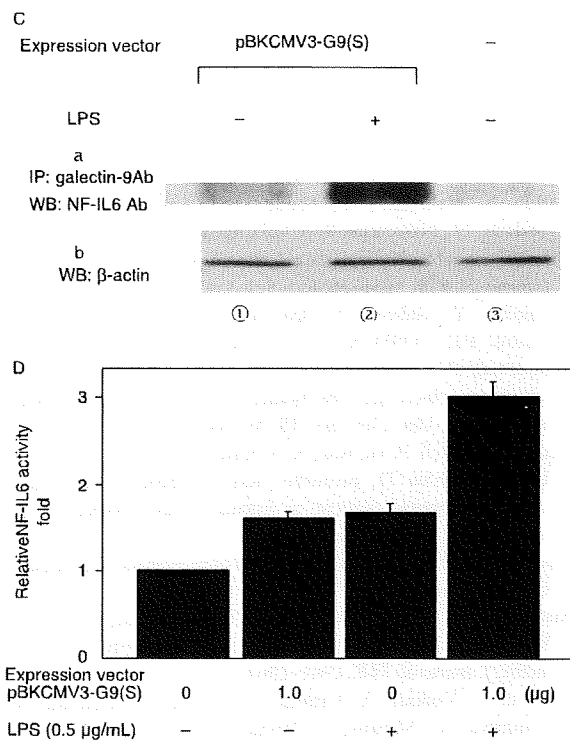 C
Expression vector pBKCMV3-G9(S) –
LPS – + –
a
IP: galectin-9Ab
WB: NF-IL6 Ab
b
WB: β-actin
① ② ③
D
RelativeNF-IL6 activity
fold
3
2
1
0
Expression vector
pBKCMV3-G9(S) 0 1.0 0 1.0 (μg)
LPS (0.5 μg/mL) – – + +